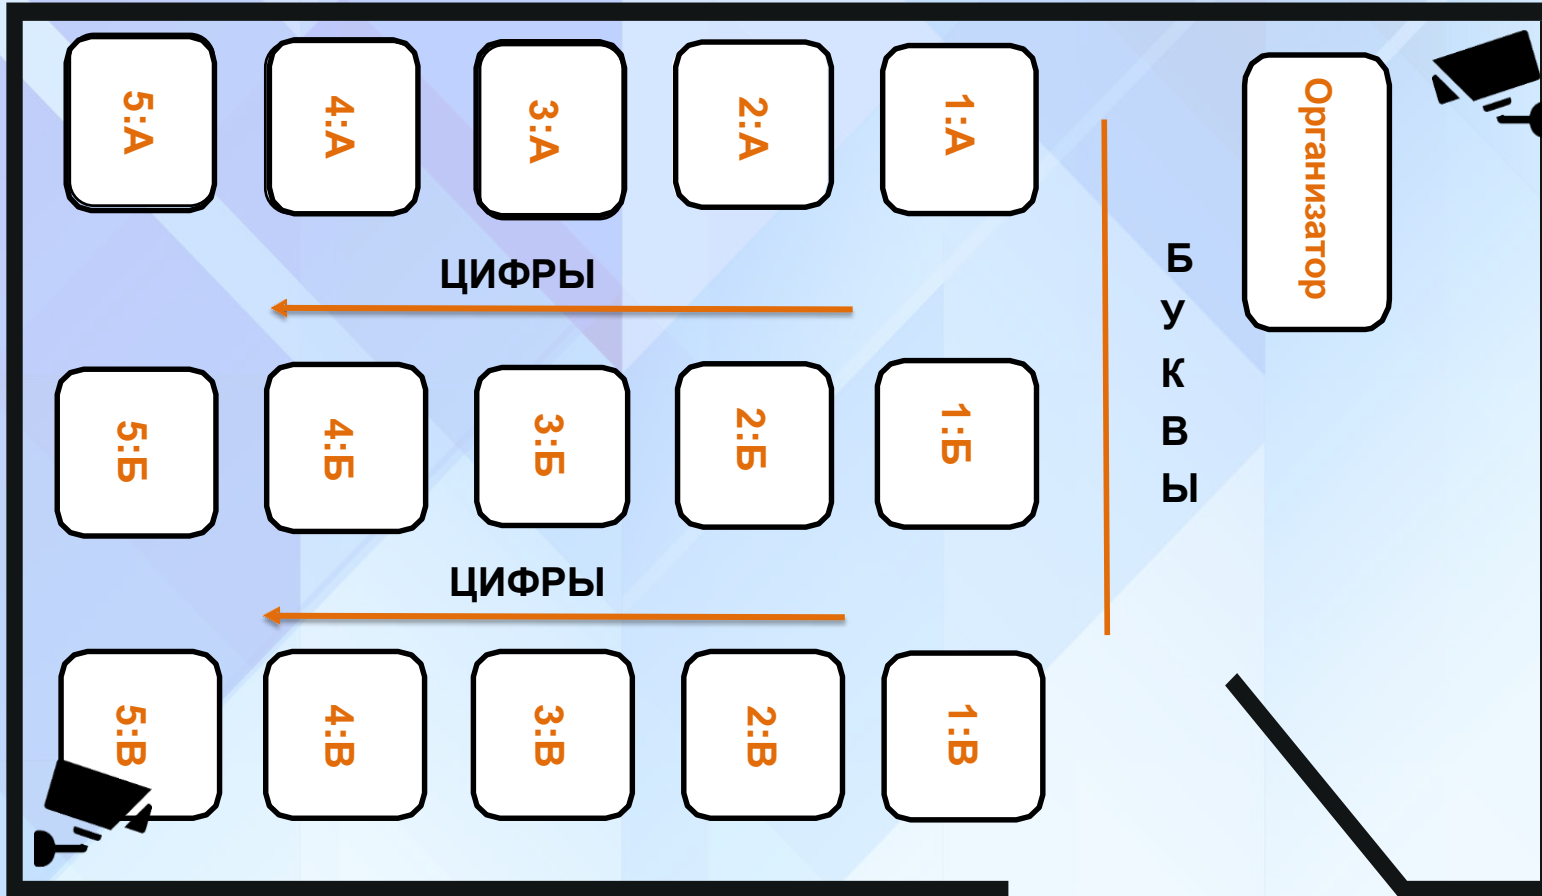 5:А
4:А
3:А
2:А
1:А
Организатор
ЦИФРЫ
Б
У
К
В
Ы
5:Б
4:Б
3:Б
2:Б
1:Б
ЦИФРЫ
5:В
4:В
3:В
2:В
1:В